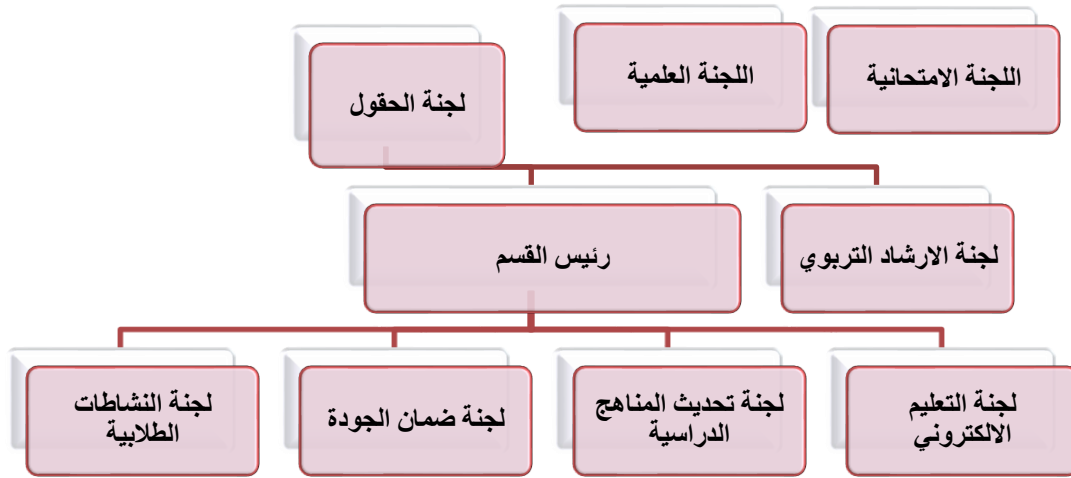 اللجنة الامتحانية
اللجنة العلمية
لجنة الحقول
لجنة الارشاد التربوي
رئيس القسم
لجنة التعليم
الالكتروني
لجنة تحديث المناهج
الدراسية
لجنة ضمان الجودة
لجنة النشاطات
الطلابية